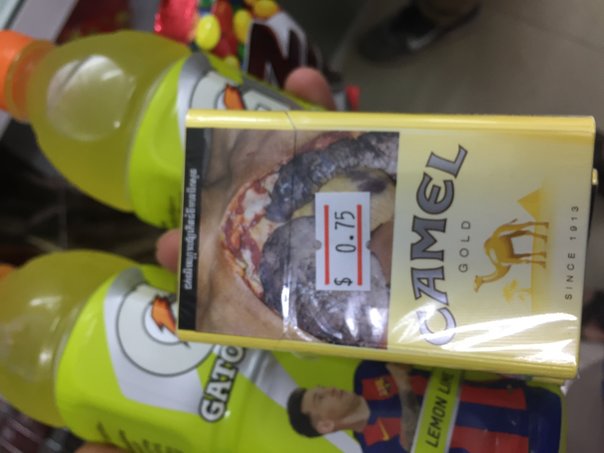 $ 0.75
CAMEL
GOLD
SINCE 1913
GATO
LEMON LI